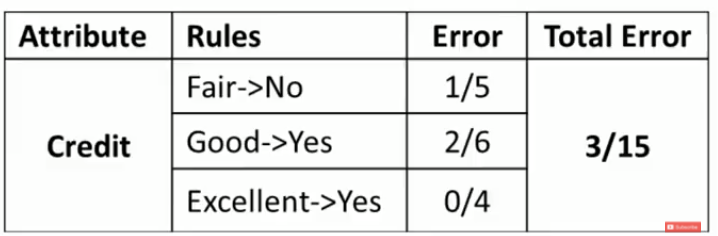 Attribute Rules Error Total Error
Fair->No 1/5
Credit Good->Yes 2/6 3/15
Excellent->Yes 0/4
Subscribe